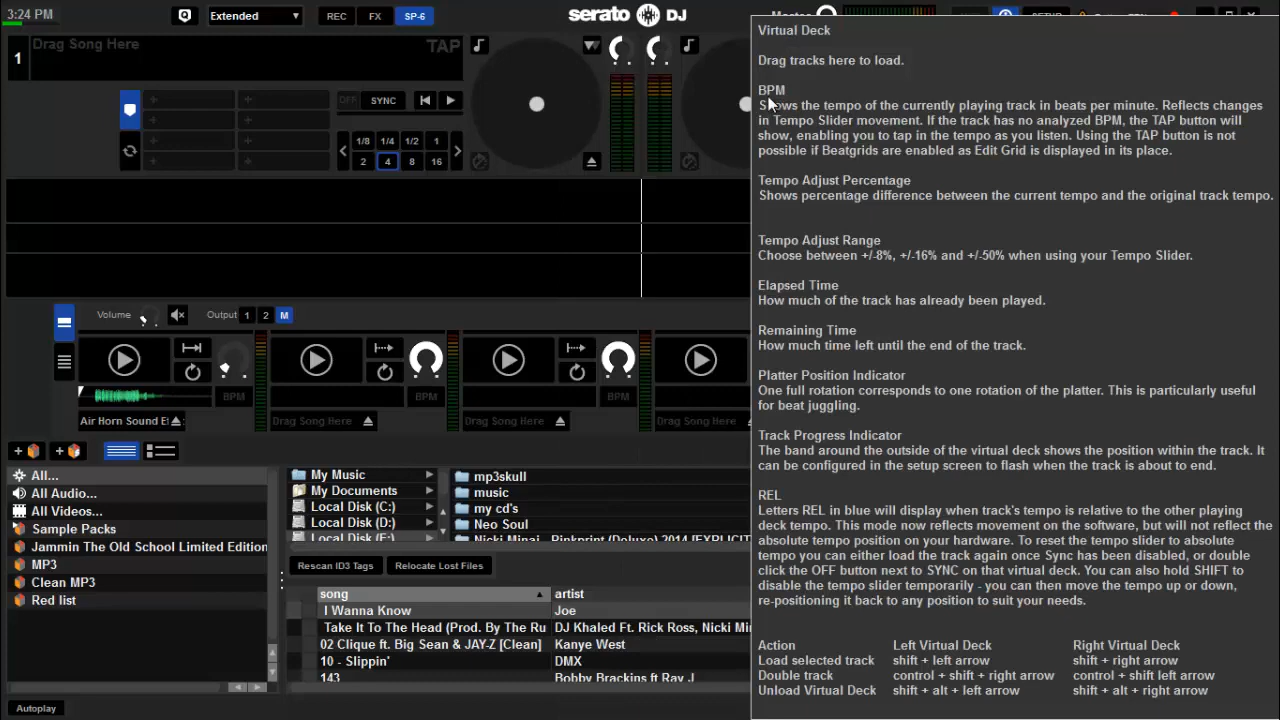 3:24 PM
Extended
REC
FX
SP-6
serato DJ
1
Drag Song Here
TAP
OFF
SYNC
1/8
1/4
1/2
1
2
4
8
16
Volume
Output
1
2
M
BPM
BPM
BPM
Air Horn Sound E
Drag Song Here
Drag Song Here
Drag Song Here
All...
All Audio...
All Videos...
Sample Packs
Jammin The Old School Limited Edition
MP3
Clean MP3
Red list
My Music
My Documents
Local Disk (C:)
Local Disk (D:)
Local Disk (E:)
mp3skull
music
my cd's
Neo Soul
Nicki Minaj - Pinkprint (Deluxo) 2014 [EXPLICIT
Rescan ID3 Tags
Relocate Lost Files
song
artist
I Wanna Know
Joe
Take It To The Head (Prod. By The Ru
DJ Khaled Ft. Rick Ross, Nicki Mi
02 Clique ft. Big Sean & JAY-Z [Clean]
Kanye West
10 - Slippin'
DMX
143
Bobby Brackins ft Ray J
Autoplay
Virtual Deck
Drag tracks here to load.
BPM
Shows the tempo of the currently playing track in beats per minute. Reflects changes
in Tempo Slider movement. If the track has no analyzed BPM, the TAP button will
show, enabling you to tap in the tempo as you listen. Using the TAP button is not
possible if Beatgrids are enabled as Edit Grid is displayed in its place.
Tempo Adjust Percentage
Shows percentage difference between the current tempo and the original track tempo.
Tempo Adjust Range
Choose between +/-8%, +/-16% and +/-50% when using your Tempo Slider.
Elapsed Time
How much of the track has already been played.
Remaining Time
How much time left until the end of the track.
Platter Position Indicator
One full rotation corresponds to one rotation of the platter. This is particularly useful
for beat juggling.
Track Progress Indicator
The band around the outside of the virtual deck shows the position within the track. It
can be configured in the setup screen to flash when the track is about to end.
REL
Letters REL in blue will display when track's tempo is relative to the other playing
deck tempo. This mode now reflects movement on the software, but will not reflect the
absolute tempo position on your hardware. To reset the tempo slider to absolute
tempo you can either load the track again once Sync has been disabled, or double
click the OFF button next to SYNC on that virtual deck. You can also hold SHIFT to
disable the tempo slider temporarily - you can then move the tempo up or down,
re-positioning it back to any position to suit your needs.
Action Left Virtual Deck Right Virtual Deck
Load selected track shift + left arrow shift + right arrow
Double track control + shift + right arrow control + shift left arrow
Unload Virtual Deck shift + alt + left arrow shift + alt + right arrow